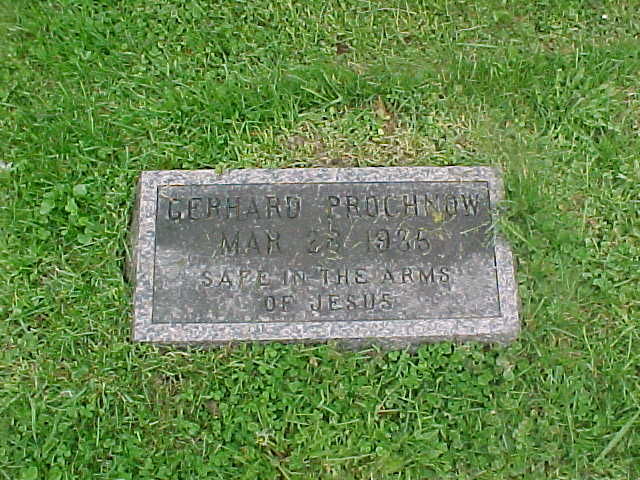 GERHARD PROCHNOW
MAR 1935
SAFE IN THE ARMS
OF JESUS